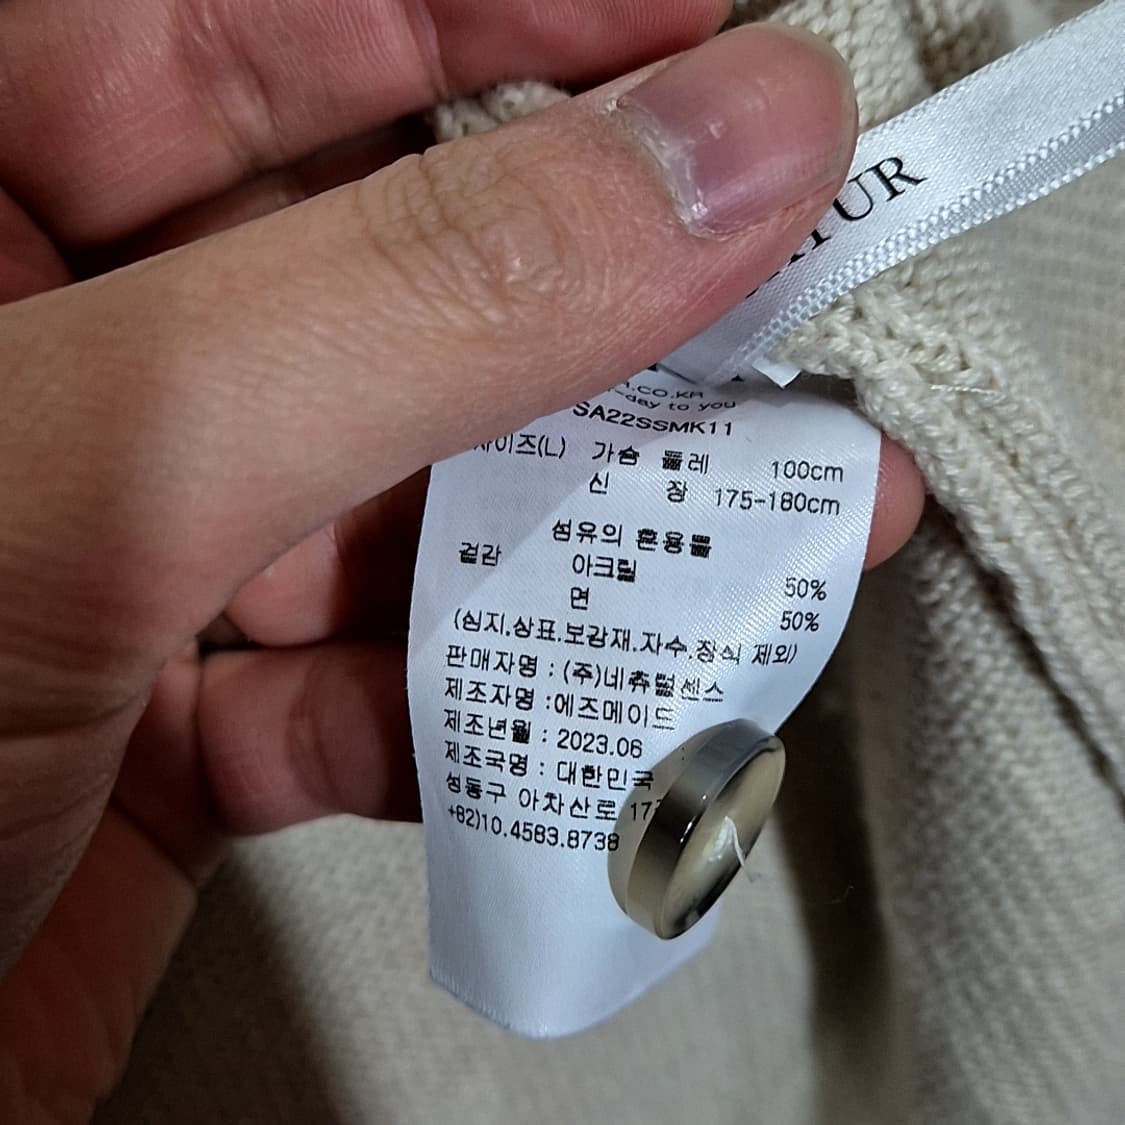 TUR
.CO.KR
-day to you
SA22SSMK11
사이즈(L) 가슴 둘레 100cm
신 장 175-180cm
섬유의 혼용률
겉감 아크릴 50%
면 50%
(심지.상표.보강재.자수.장식 제외)
판매자명 : (주)네츄럴센스
제조자명 :에즈메이드
제조년월 : 2023.06
제조국명 : 대한민국
성동구 아차산로 17
+82)10.4583.8738